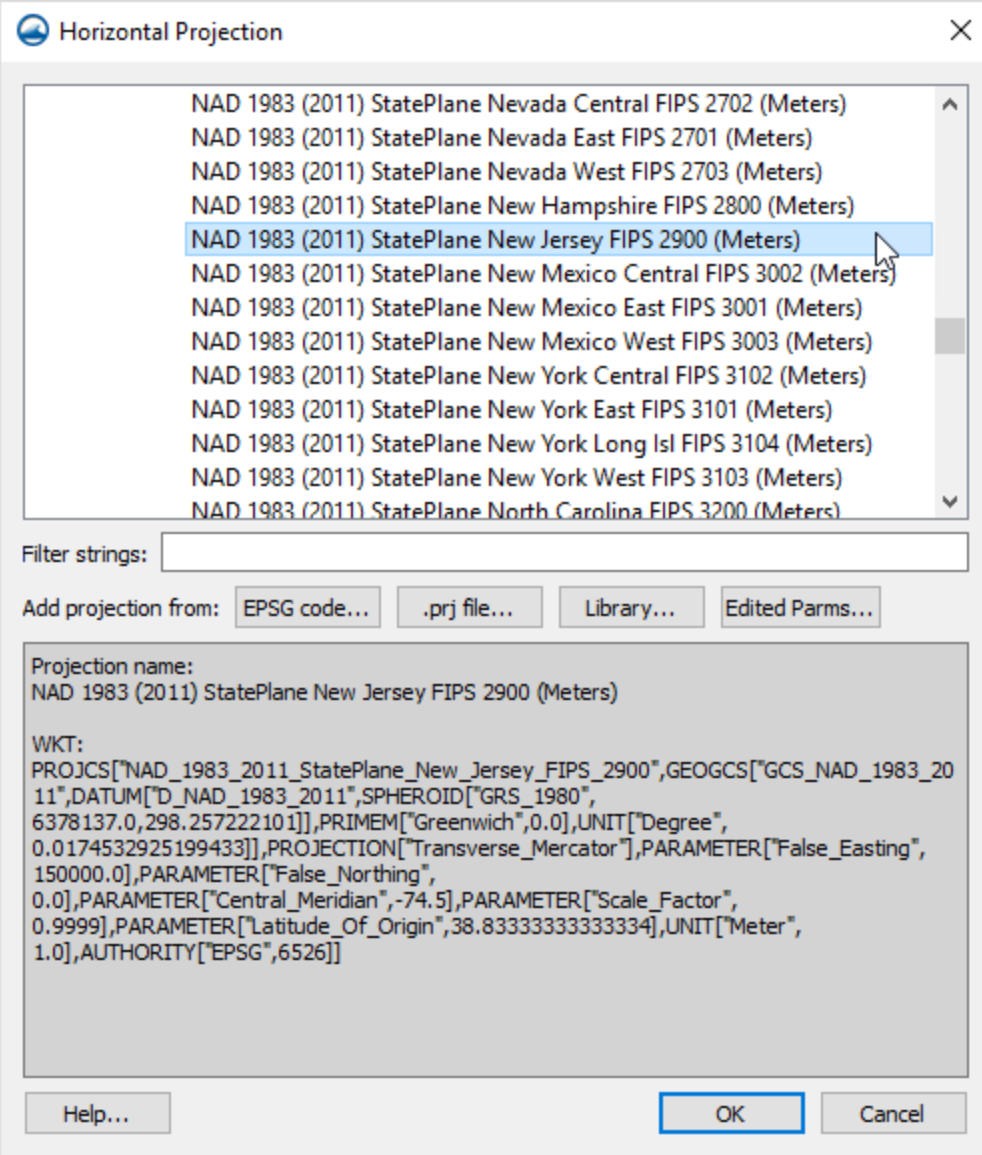 Horizontal Projection
NAD 1983 (2011) StatePlane Nevada Central FIPS 2702 (Meters)
NAD 1983 (2011) StatePlane Nevada East FIPS 2701 (Meters)
NAD 1983 (2011) StatePlane Nevada West FIPS 2703 (Meters)
NAD 1983 (2011) StatePlane New Hampshire FIPS 2800 (Meters)
NAD 1983 (2011) StatePlane New Jersey FIPS 2900 (Meters)
NAD 1983 (2011) StatePlane New Mexico Central FIPS 3002 (Meters)
NAD 1983 (2011) StatePlane New Mexico East FIPS 3001 (Meters)
NAD 1983 (2011) StatePlane New Mexico West FIPS 3003 (Meters)
NAD 1983 (2011) StatePlane New York Central FIPS 3102 (Meters)
NAD 1983 (2011) StatePlane New York East FIPS 3101 (Meters)
NAD 1983 (2011) StatePlane New York Long Isl FIPS 3104 (Meters)
NAD 1983 (2011) StatePlane New York West FIPS 3103 (Meters)
NAD 1983 (2011) StatePlane North Carolina FIPS 3200 (Meters)
Filter strings:
Add projection from: EPSG code... .prj file... Library... Edited Parms...
Projection name:
NAD 1983 (2011) StatePlane New Jersey FIPS 2900 (Meters)
WKT:
PROJCS["NAD_1983_2011_StatePlane_New_Jersey_FIPS_2900",GEOGCS["GCS_NAD_1983_20
11",DATUM["D_NAD_1983_2011",SPHEROID["GRS_1980",
6378137.0,298.257222101]],PRIMEM["Greenwich",0.0],UNIT["Degree",
0.0174532925199433]],PROJECTION["Transverse_Mercator"],PARAMETER["False_Easting",
150000.0],PARAMETER["False_Northing",
0.0],PARAMETER["Central_Meridian",-74.5],PARAMETER["Scale_Factor",
0.9999],PARAMETER["Latitude_Of_Origin",38.83333333333334],UNIT["Meter",
1.0],AUTHORITY["EPSG",6526]]
Help... OK Cancel